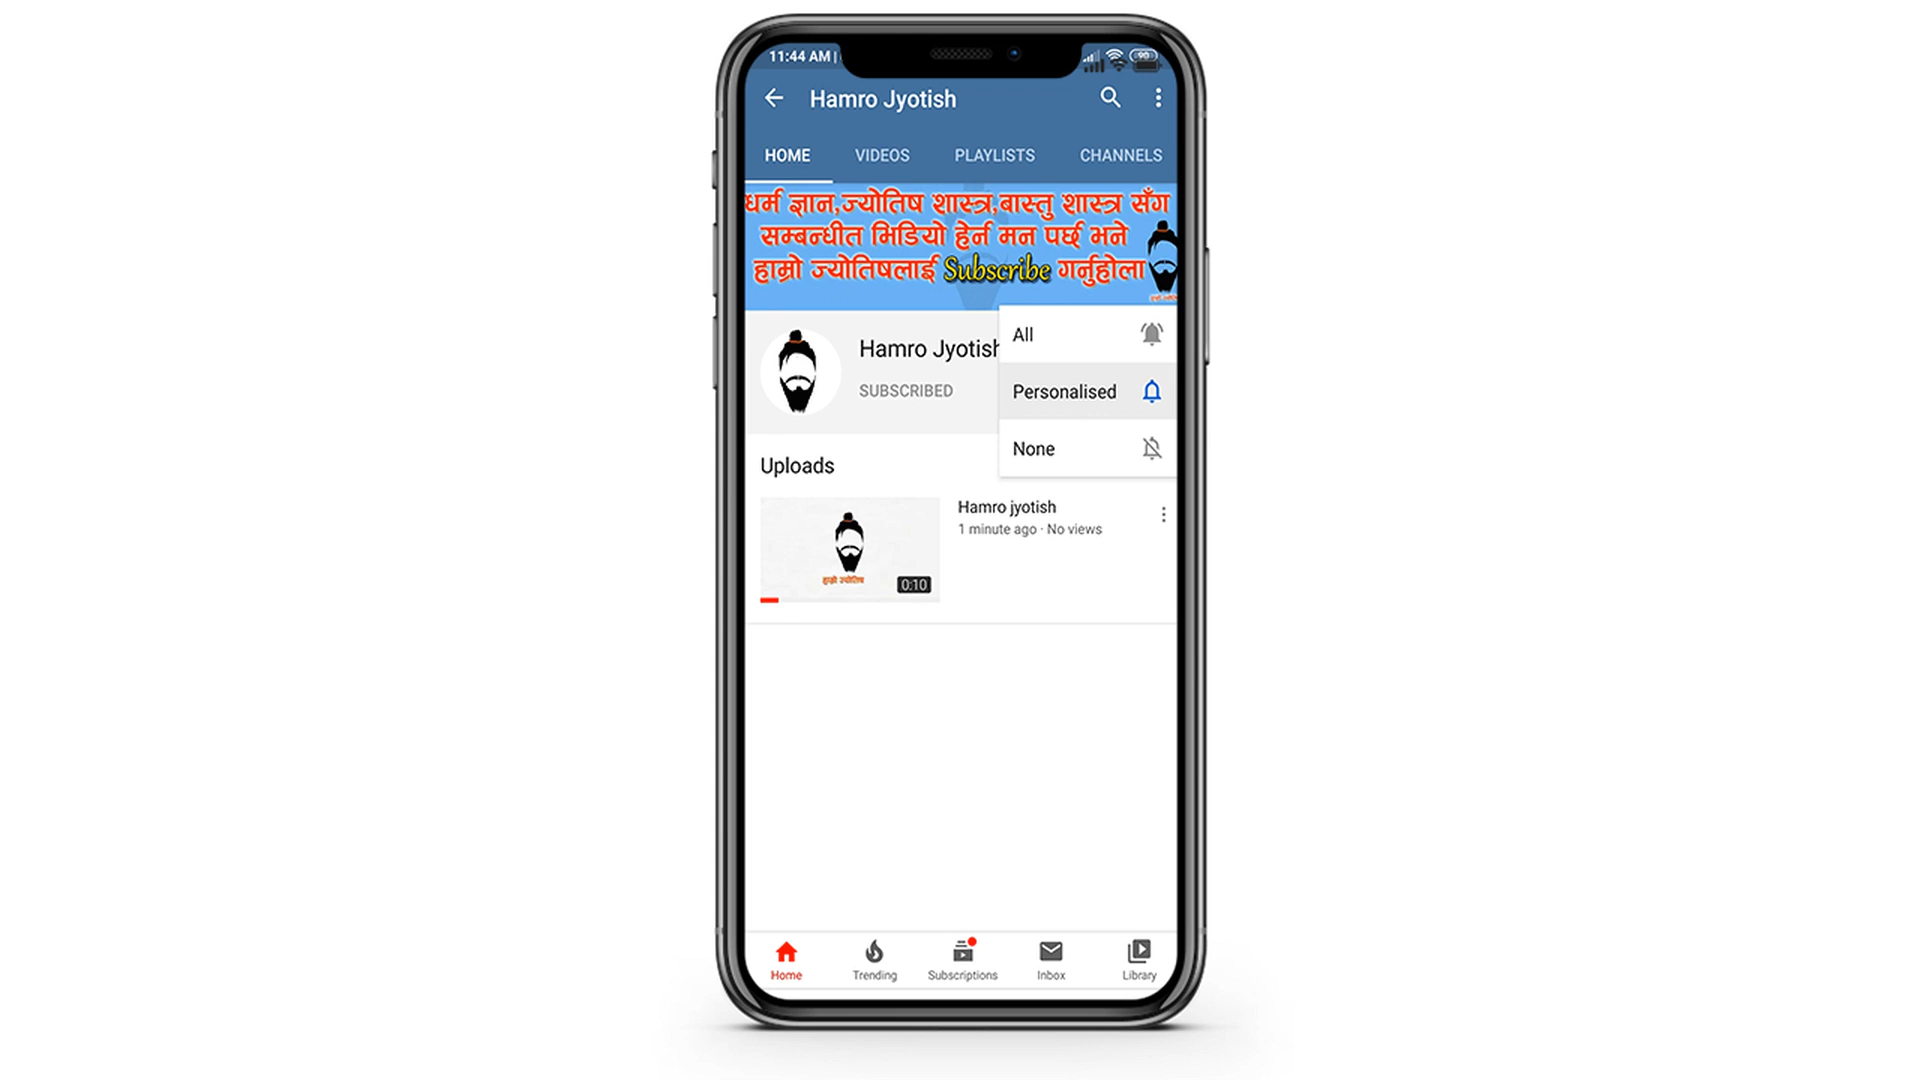 11:44 AM |
90
Hamro Jyotish
HOME VIDEOS PLAYLISTS CHANNELS
धर्म ज्ञान,ज्योतिष शास्त्र,बास्तु शास्त्र सँग
सम्बन्धीत भिडियो हेर्न मन पर्छ भने
हाम्रो ज्योतिषलाई Subscribe गर्नुहोला
All
Hamro Jyotish
SUBSCRIBED
Personalised
None
Uploads
Hamro jyotish
1 minute ago · No views
हाम्रो ज्योतिष
0:10
Home Trending Subscriptions Inbox Library